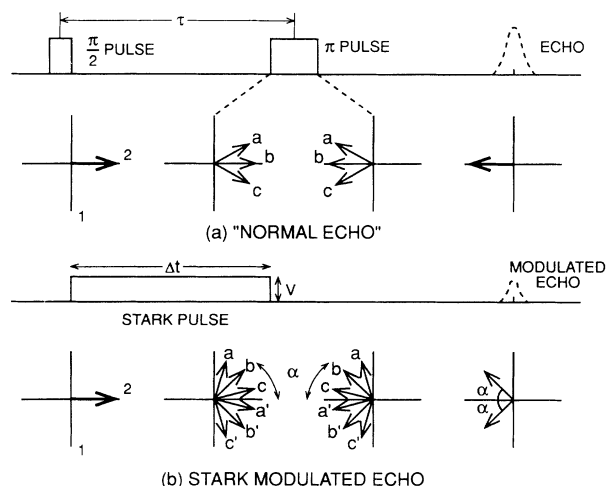 τ
π/2 PULSE
π PULSE
ECHO
2
1
a
b
c
a
b
c
(a) "NORMAL ECHO"
Δt
V
MODULATED
ECHO
STARK PULSE
2
1
a
b
c
a'
b'
c'
α
a
b
c
a'
b'
c'
α
α
(b) STARK MODULATED ECHO